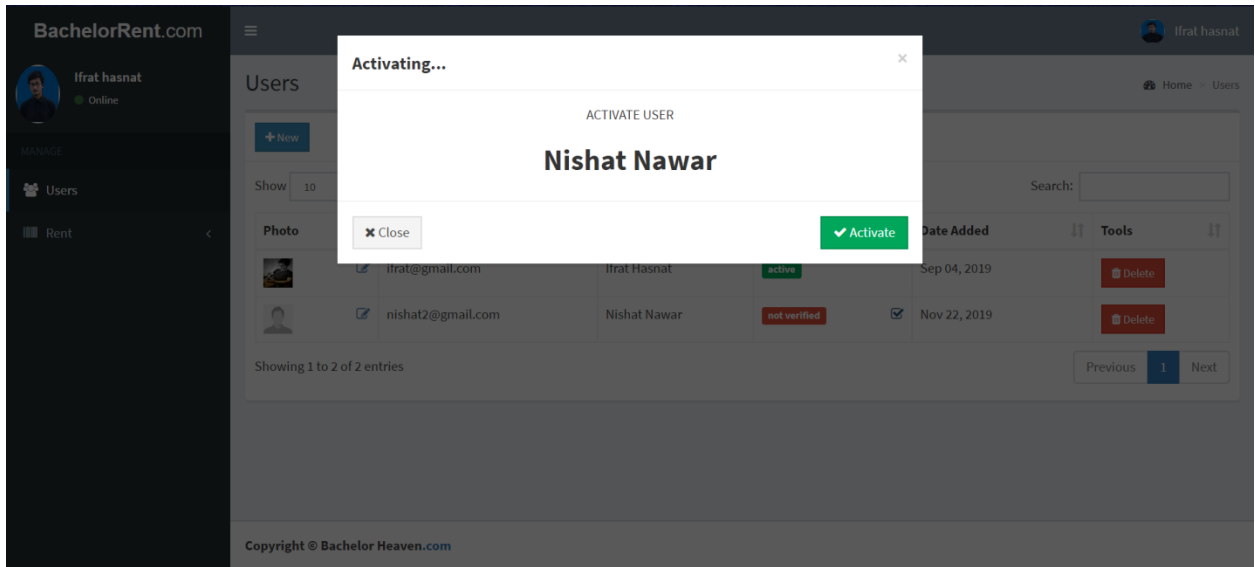 BachelorRent.com
Ifrat hasnat
Ifrat hasnat
Online
MANAGE
Users
Rent
Activating...
×
ACTIVATE USER
Nishat Nawar
Close
Activate
Users
Home > Users
New
Show 10
Search:
Photo Date Added Tools
ifrat@gmail.com Ifrat Hasnat active Sep 04, 2019 Delete
nishat2@gmail.com Nishat Nawar not verified Nov 22, 2019 Delete
Showing 1 to 2 of 2 entries
Previous 1 Next
Copyright © Bachelor Heaven.com